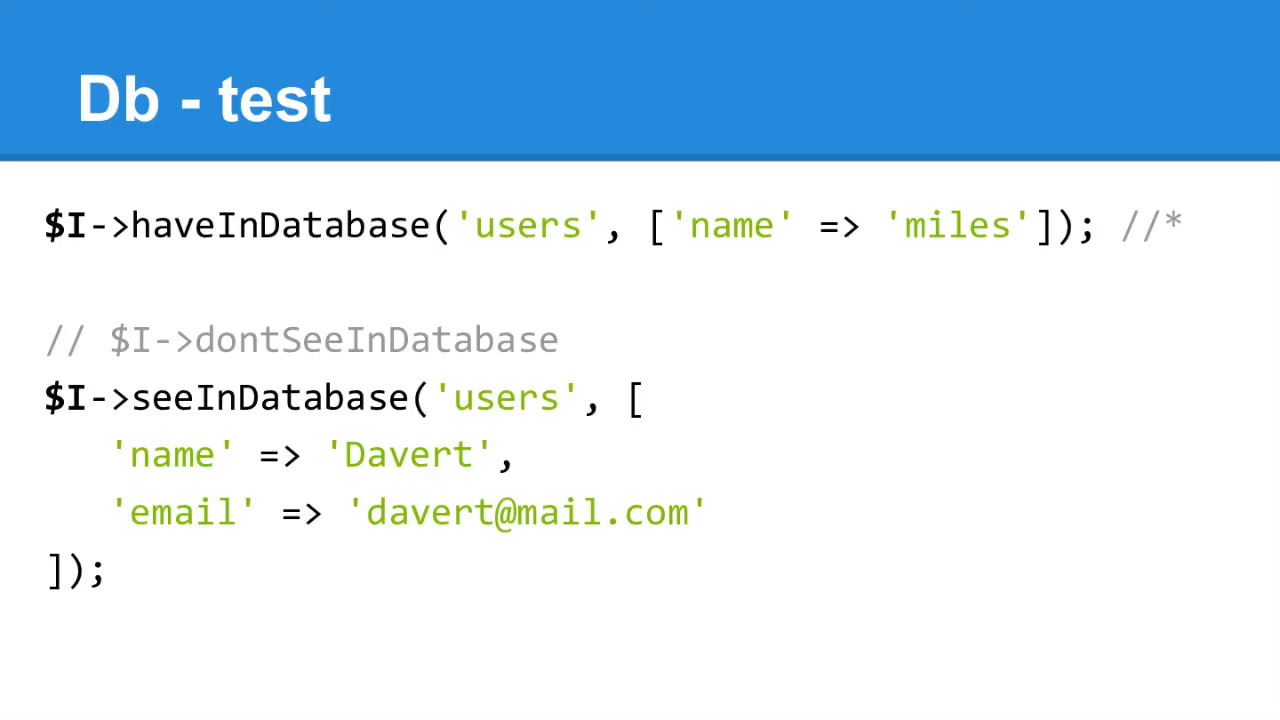 Db - test
$I->haveInDatabase('users', ['name' => 'miles']); //*
// $I->dontSeeInDatabase
$I->seeInDatabase('users', [
'name' => 'Davert',
'email' => 'davert@mail.com'
]);